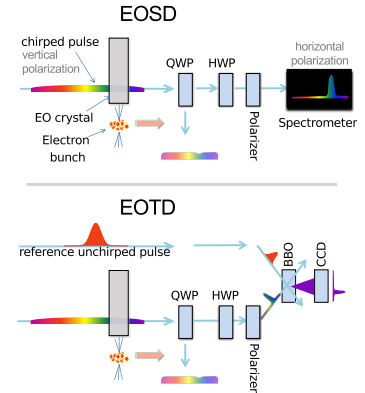 EOSD
chirped pulse
vertical
polarization
QWP
HWP
horizontal
polarization
EO crystal
Electron
bunch
Polarizer
Spectrometer
EOTD
reference unchirped pulse
BBO
CCD
QWP
HWP
Polarizer